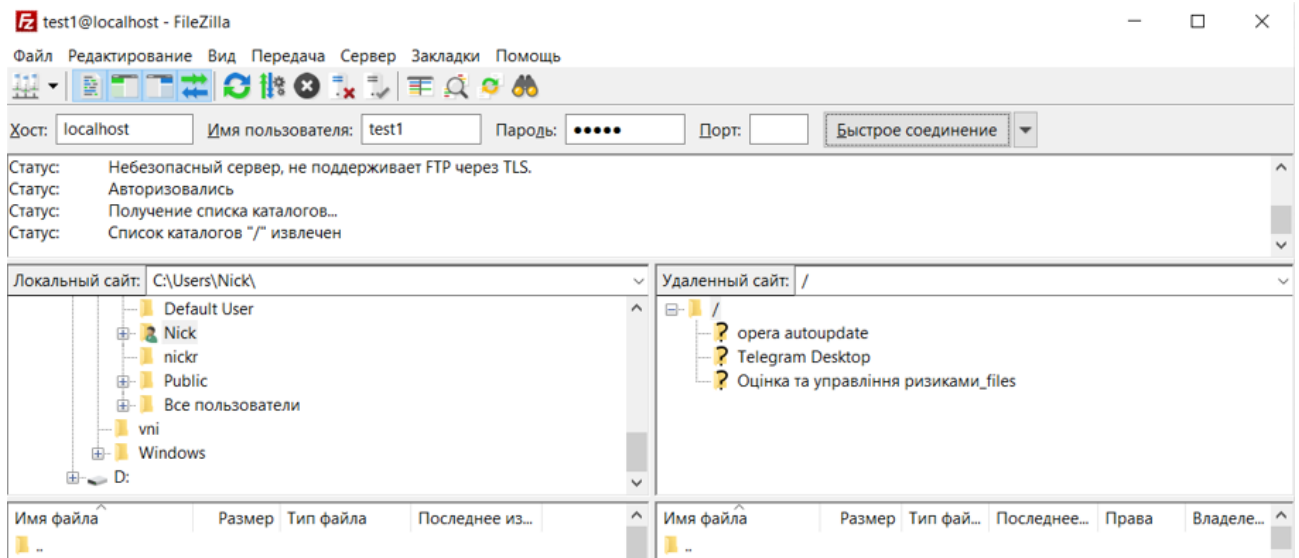 test1@localhost - FileZilla
Файл Редактирование Вид Передача Сервер Закладки Помощь
Хост: localhost Имя пользователя: test1 Пароль: ●●●●● Порт: Быстрое соединение
Статус: Небезопасный сервер, не поддерживает FTP через TLS.
Статус: Авторизовались
Статус: Получение списка каталогов...
Статус: Список каталогов "/" извлечен
Локальный сайт: C:\Users\Nick\
Default User
Nick
nickr
Public
Все пользователи
vni
Windows
D:
Имя файла Размер Тип файла Последнее из...
..
Удаленный сайт: /
/
opera autoupdate
Telegram Desktop
Оцінка та управління ризиками_files
Имя файла Размер Тип фай... Последнее... Права Владеле...
..